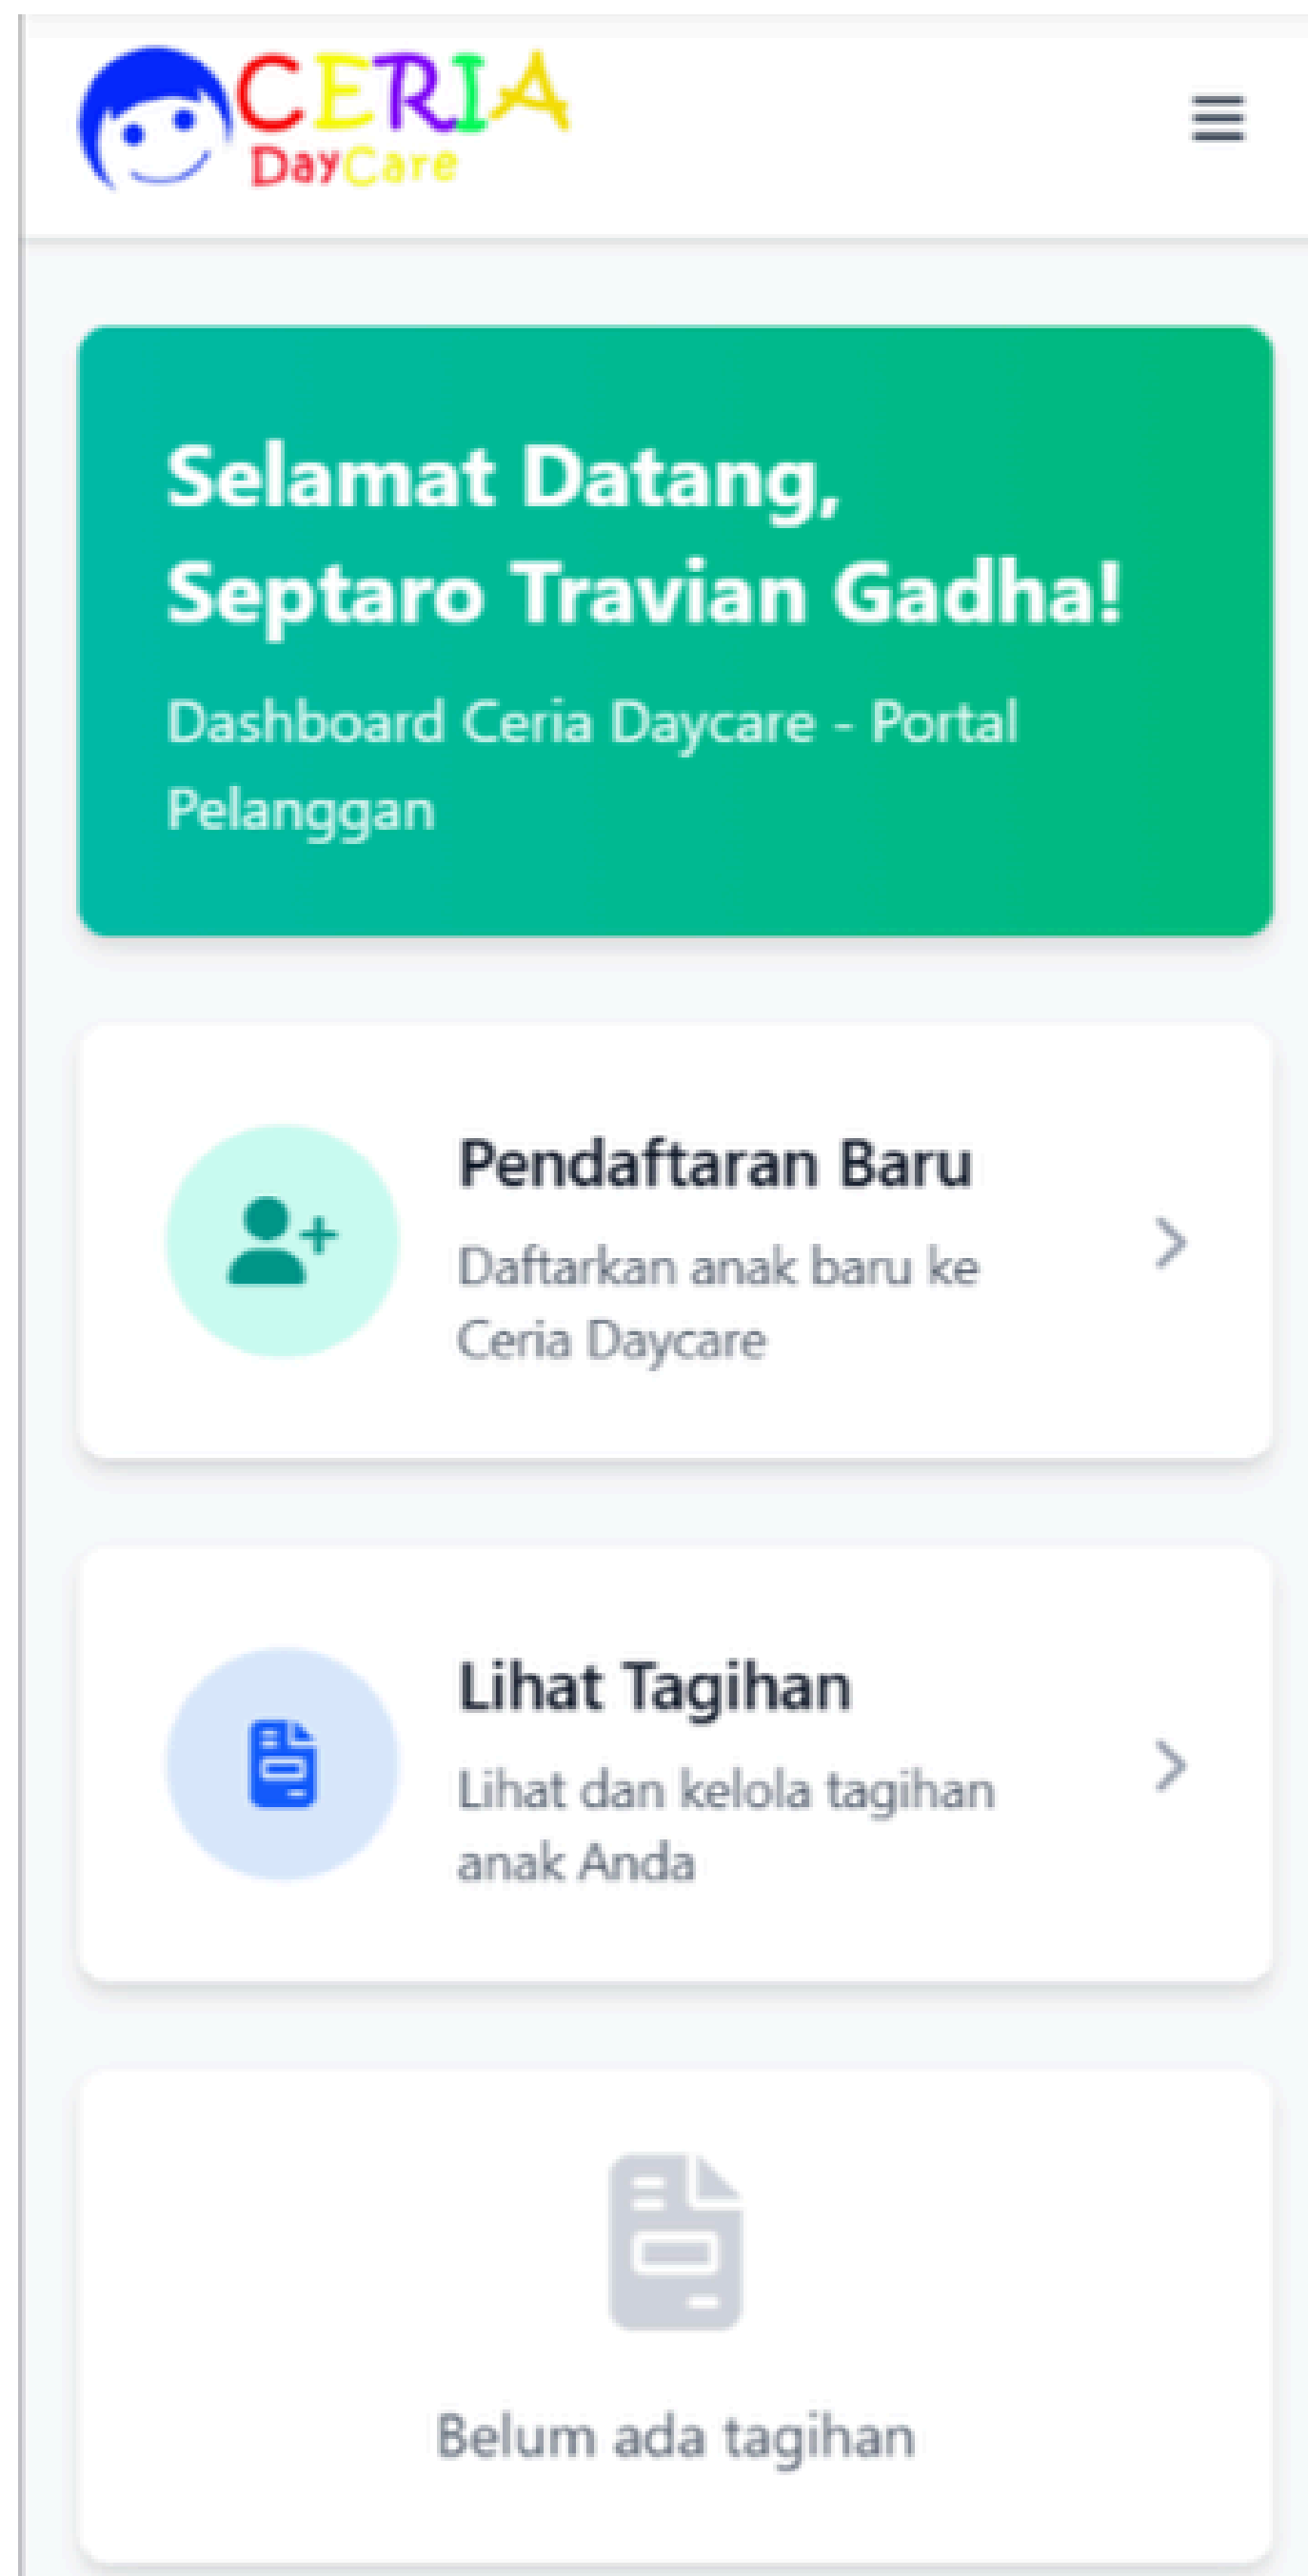 CERIA
DayCare
Selamat Datang,
Septaro Travian Gadha!
Dashboard Ceria Daycare - Portal
Pelanggan
Pendaftaran Baru
Daftarkan anak baru ke
Ceria Daycare
Lihat Tagihan
Lihat dan kelola tagihan
anak Anda
Belum ada tagihan